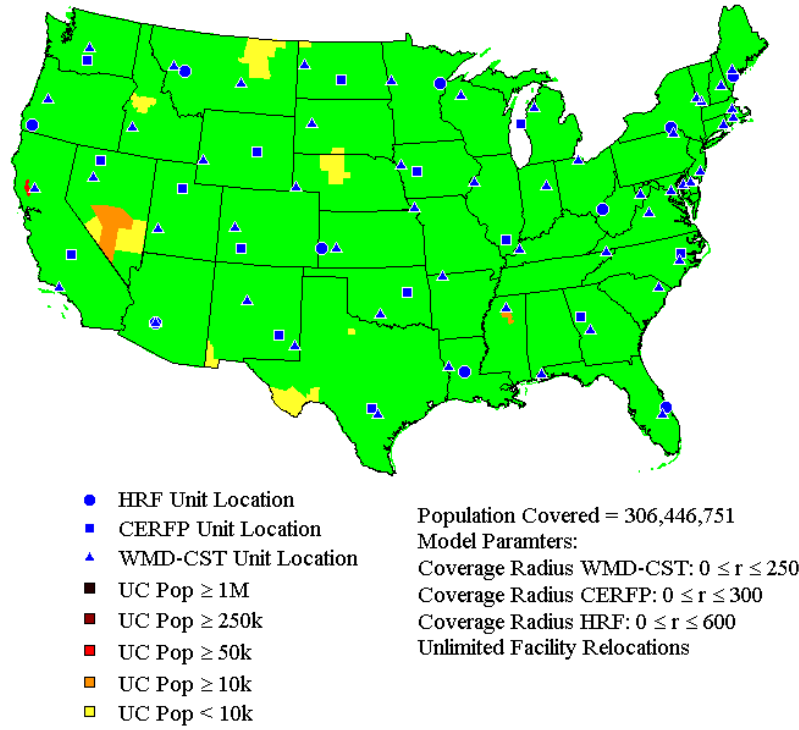 HRF Unit Location
CERFP Unit Location
WMD-CST Unit Location
UC Pop ≥ 1M
UC Pop ≥ 250k
UC Pop ≥ 50k
UC Pop ≥ 10k
UC Pop < 10k
Population Covered = 306,446,751
Model Paramters:
Coverage Radius WMD-CST: 0 ≤ r ≤ 250
Coverage Radius CERFP: 0 ≤ r ≤ 300
Coverage Radius HRF: 0 ≤ r ≤ 600
Unlimited Facility Relocations